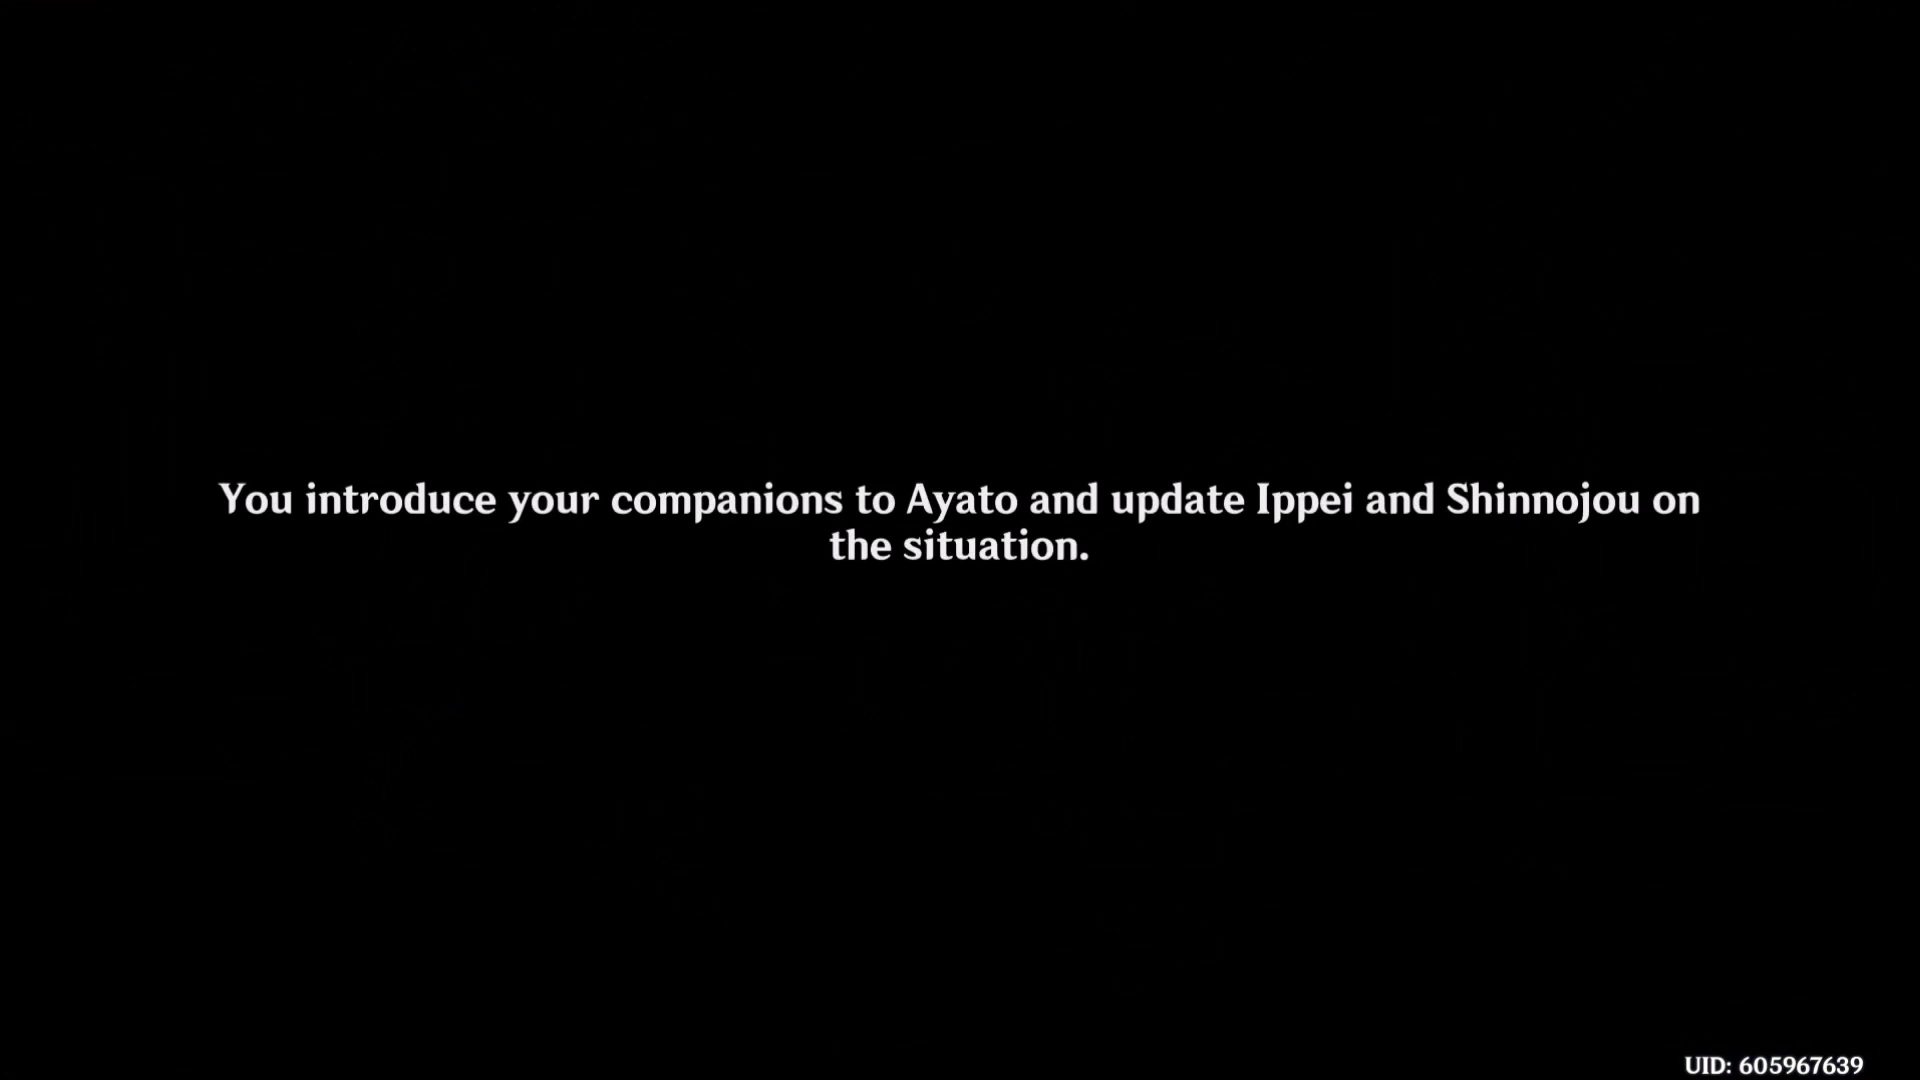 You introduce your companions to Ayato and update Ippei and Shinnojou on
the situation.
UID: 605967639